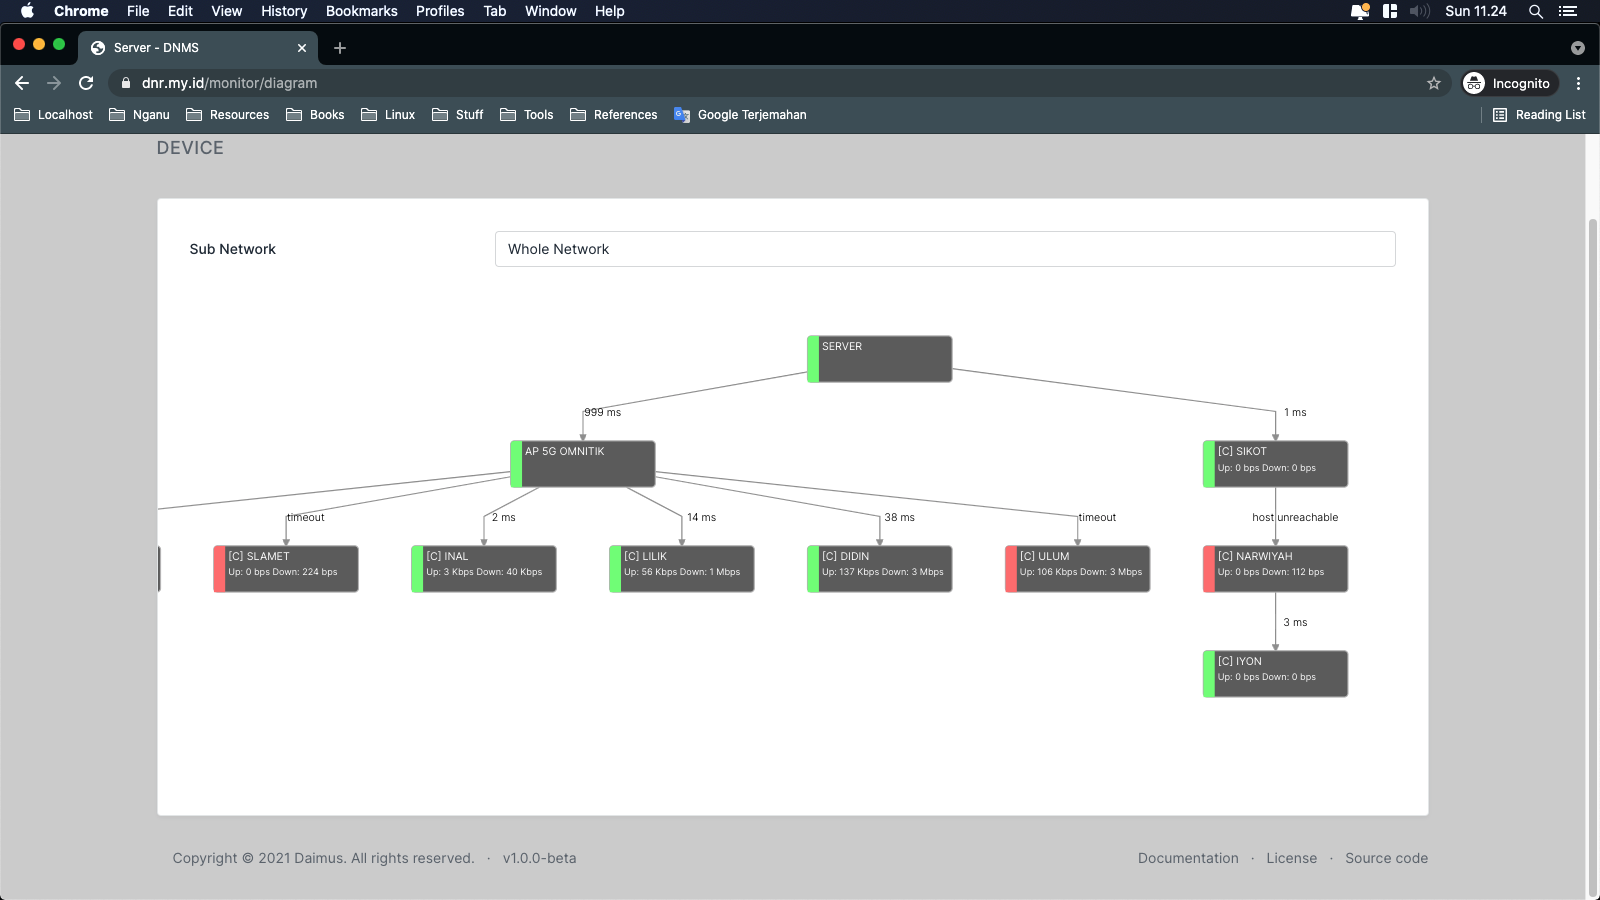 Chrome File Edit View History Bookmarks Profiles Tab Window Help Sun 11.24
Server - DNMS
dnr.my.id/monitor/diagram Incognito
Localhost Nganu Resources Books Linux Stuff Tools References Google Terjemahan Reading List
DEVICE
Sub Network Whole Network
SERVER
999 ms 1 ms
AP 5G OMNITIK [C] SIKOT
Up: 0 bps Down: 0 bps
timeout 2 ms 14 ms 38 ms timeout host unreachable
[C] SLAMET [C] INAL [C] LILIK [C] DIDIN [C] ULUM [C] NARWIYAH
Up: 0 bps Down: 224 bps Up: 3 Kbps Down: 40 Kbps Up: 56 Kbps Down: 1 Mbps Up: 137 Kbps Down: 3 Mbps Up: 106 Kbps Down: 3 Mbps Up: 0 bps Down: 112 bps
3 ms
[C] IYON
Up: 0 bps Down: 0 bps
Copyright © 2021 Daimus. All rights reserved. · v1.0.0-beta Documentation · License · Source code